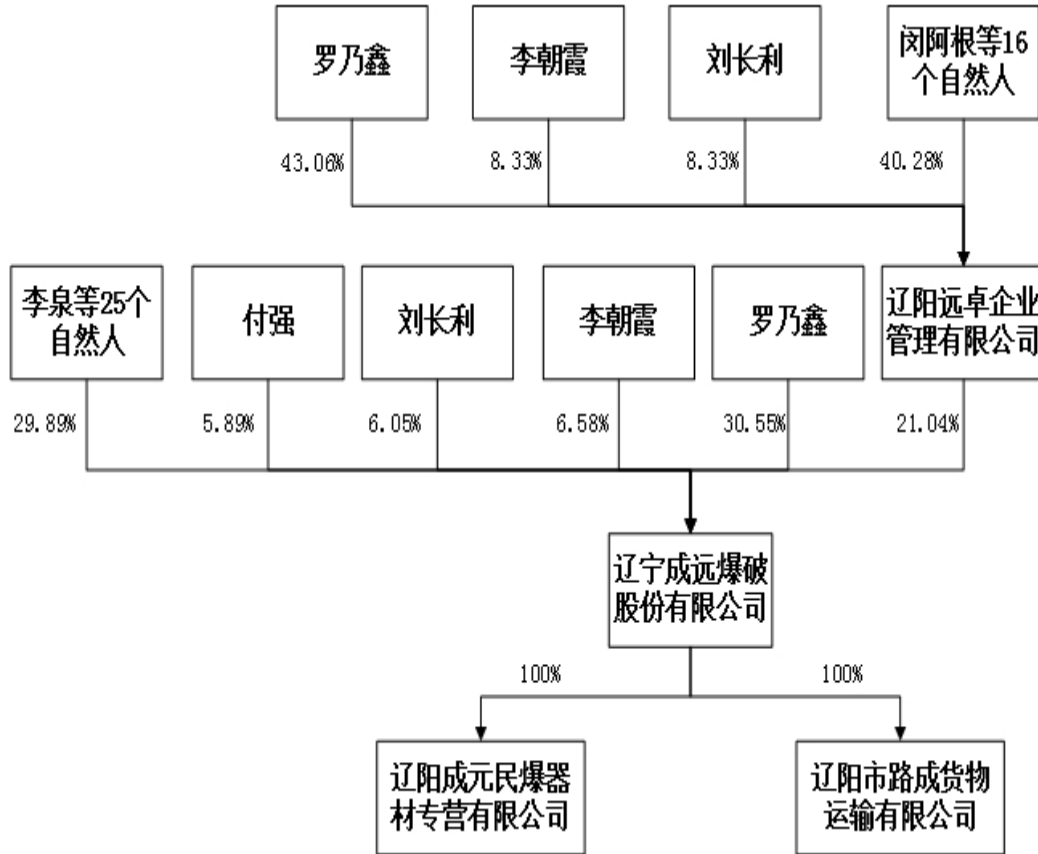 罗乃鑫
李朝霞
刘长利
闵阿根等16
个自然人
43.06%
8.33%
8.33%
40.28%
李泉等25个
自然人
付强
刘长利
李朝霞
罗乃鑫
辽阳远卓企业
管理有限公司
29.89%
5.89%
6.05%
6.58%
30.55%
21.04%
辽宁成远爆破
股份有限公司
100%
100%
辽阳成元民爆器
材专营有限公司
辽阳市路成货物
运输有限公司